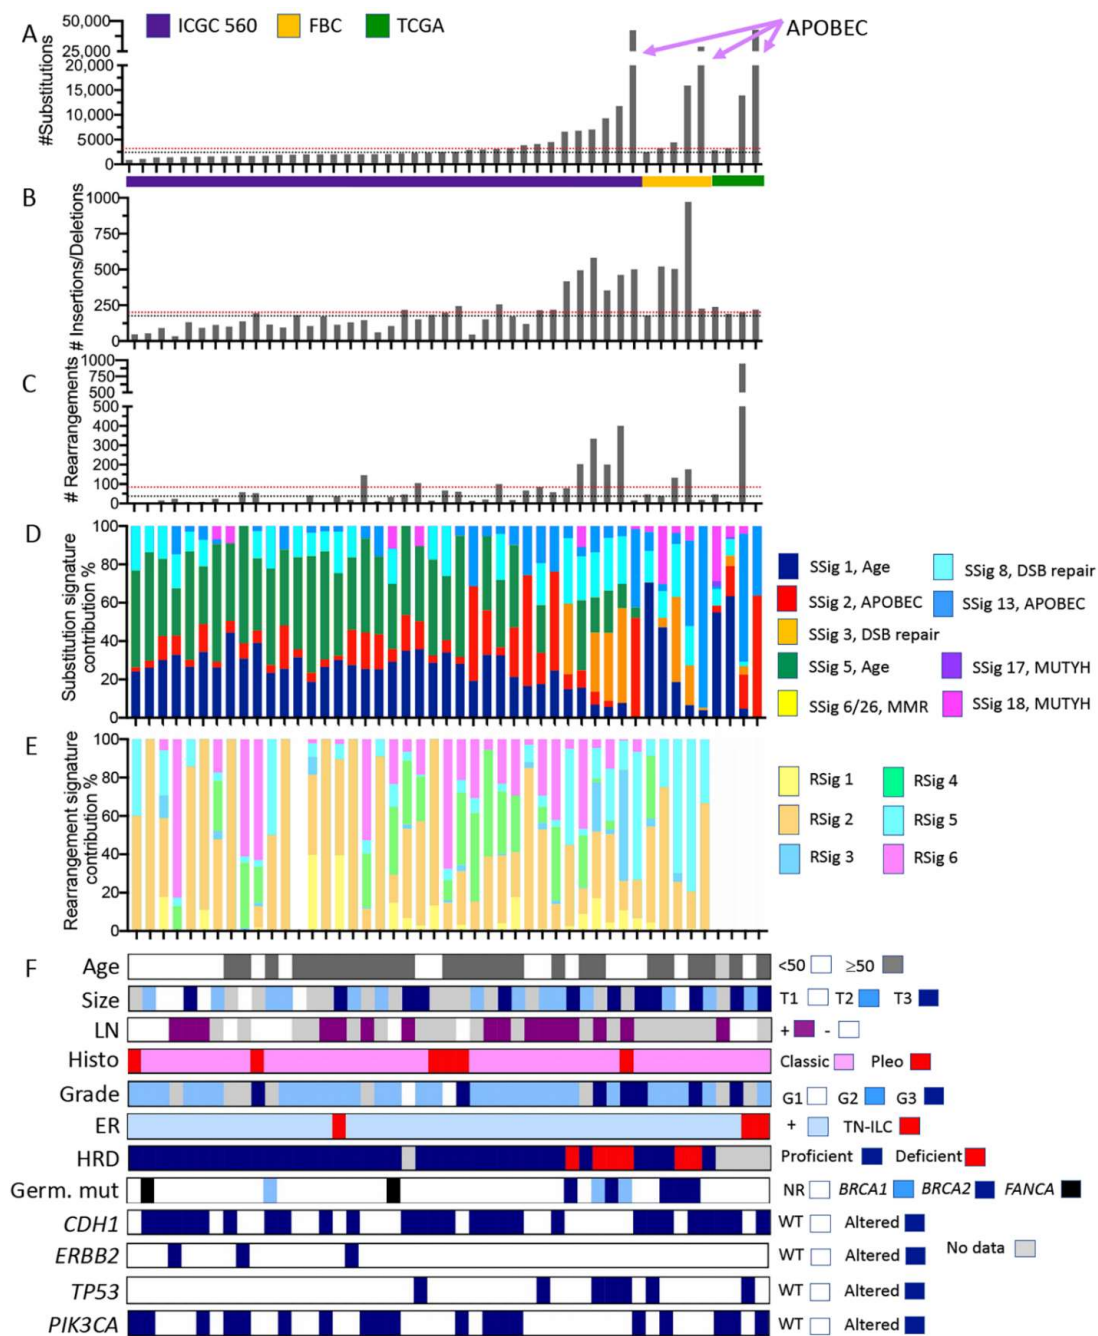 A
50,000
25,000
20,000
15,000
10,000
5000
0
#Substitutions
ICGC 560
FBC
TCGA
APOBEC
B
1000
750
500
250
0
# Insertions/Deletions
C
1000
750
500
500
400
300
200
100
0
# Rearrangements
D
100
80
60
40
20
0
Substitution signature
contribution %
SSig 1, Age
SSig 2, APOBEC
SSig 3, DSB repair
SSig 5, Age
SSig 6/26, MMR
SSig 8, DSB repair
SSig 13, APOBEC
SSig 17, MUTYH
SSig 18, MUTYH
E
100
80
60
40
20
0
Rearrangement signature
contribution %
RSig 1
RSig 2
RSig 3
RSig 4
RSig 5
RSig 6
F
Age <50 ≥50
Size T1 T2 T3
LN + -
Histo Classic Pleo
Grade G1 G2 G3
ER + TN-ILC
HRD Proficient Deficient
Germ. mut NR BRCA1 BRCA2 FANCA
CDH1 WT Altered
ERBB2 WT Altered
No data
TP53 WT Altered
PIK3CA WT Altered